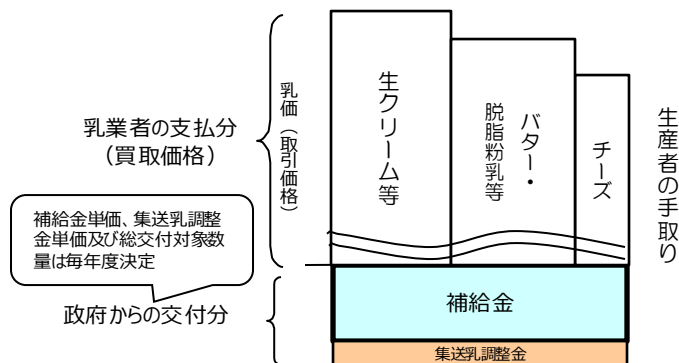 乳業者の支払分
（買取価格）
乳価（取引価格）
生クリーム等
バター・
脱脂粉乳等
チーズ
生産者の手取り
補給金単価、集送乳調整
金単価及び総交付対象数
量は毎年度決定
政府からの交付分
補給金
集送乳調整金